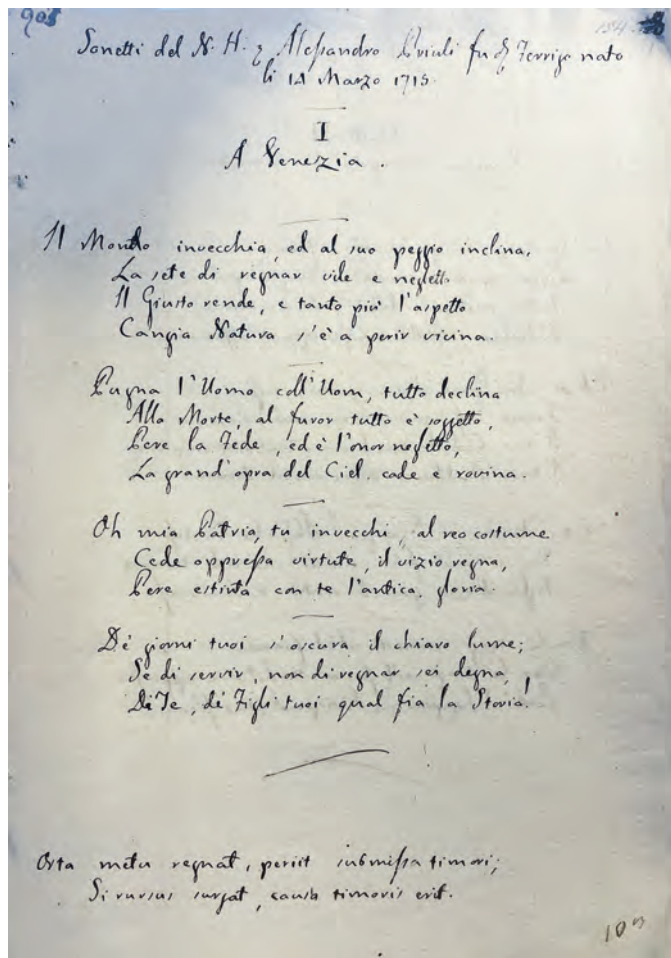 905
184
Sonetti del N. H. Alessandro Priuli fu Ferrigo nato
li 14 Marzo 1713.
I
A Venezia.
Il Mondo invecchia, ed al suo peggio inclina,
La sete di regnar vile e negletto
Il Giusto rende, e tanto più l'aspetto
Cangia Natura s'è a perir vicina.
Pugna l'Uomo coll'Uom, tutto declina
Alla Morte, al furor tutto è soggetto,
Pere la Fede, ed è l'onor negletto,
La grand'opra del Ciel cade e rovina.
Oh mia Patria, tu invecchi, al reo costume
Cede oppressa virtute, il vizio regna,
Pere estinta con te l'antica gloria.
De' giorni tuoi s'oscura il chiaro lume;
Se di servir, non di regnar sei degna,
Di Te, de' Figli tuoi qual fia la Storia!
Orta metu regnat, periit submissa timori;
Si rursus surgat, causa timoris erit.